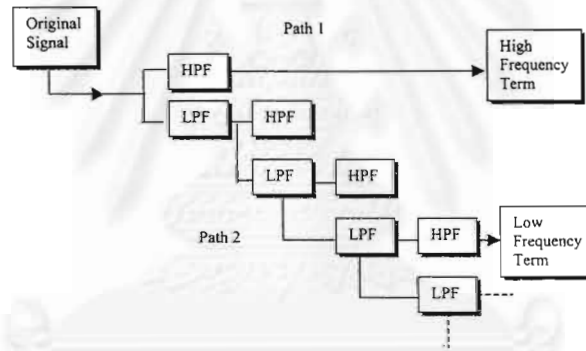 Original
Signal
Path 1
High
Frequency
Term
HPF
LPF
HPF
LPF
HPF
Path 2
LPF
HPF
Low
Frequency
Term
LPF